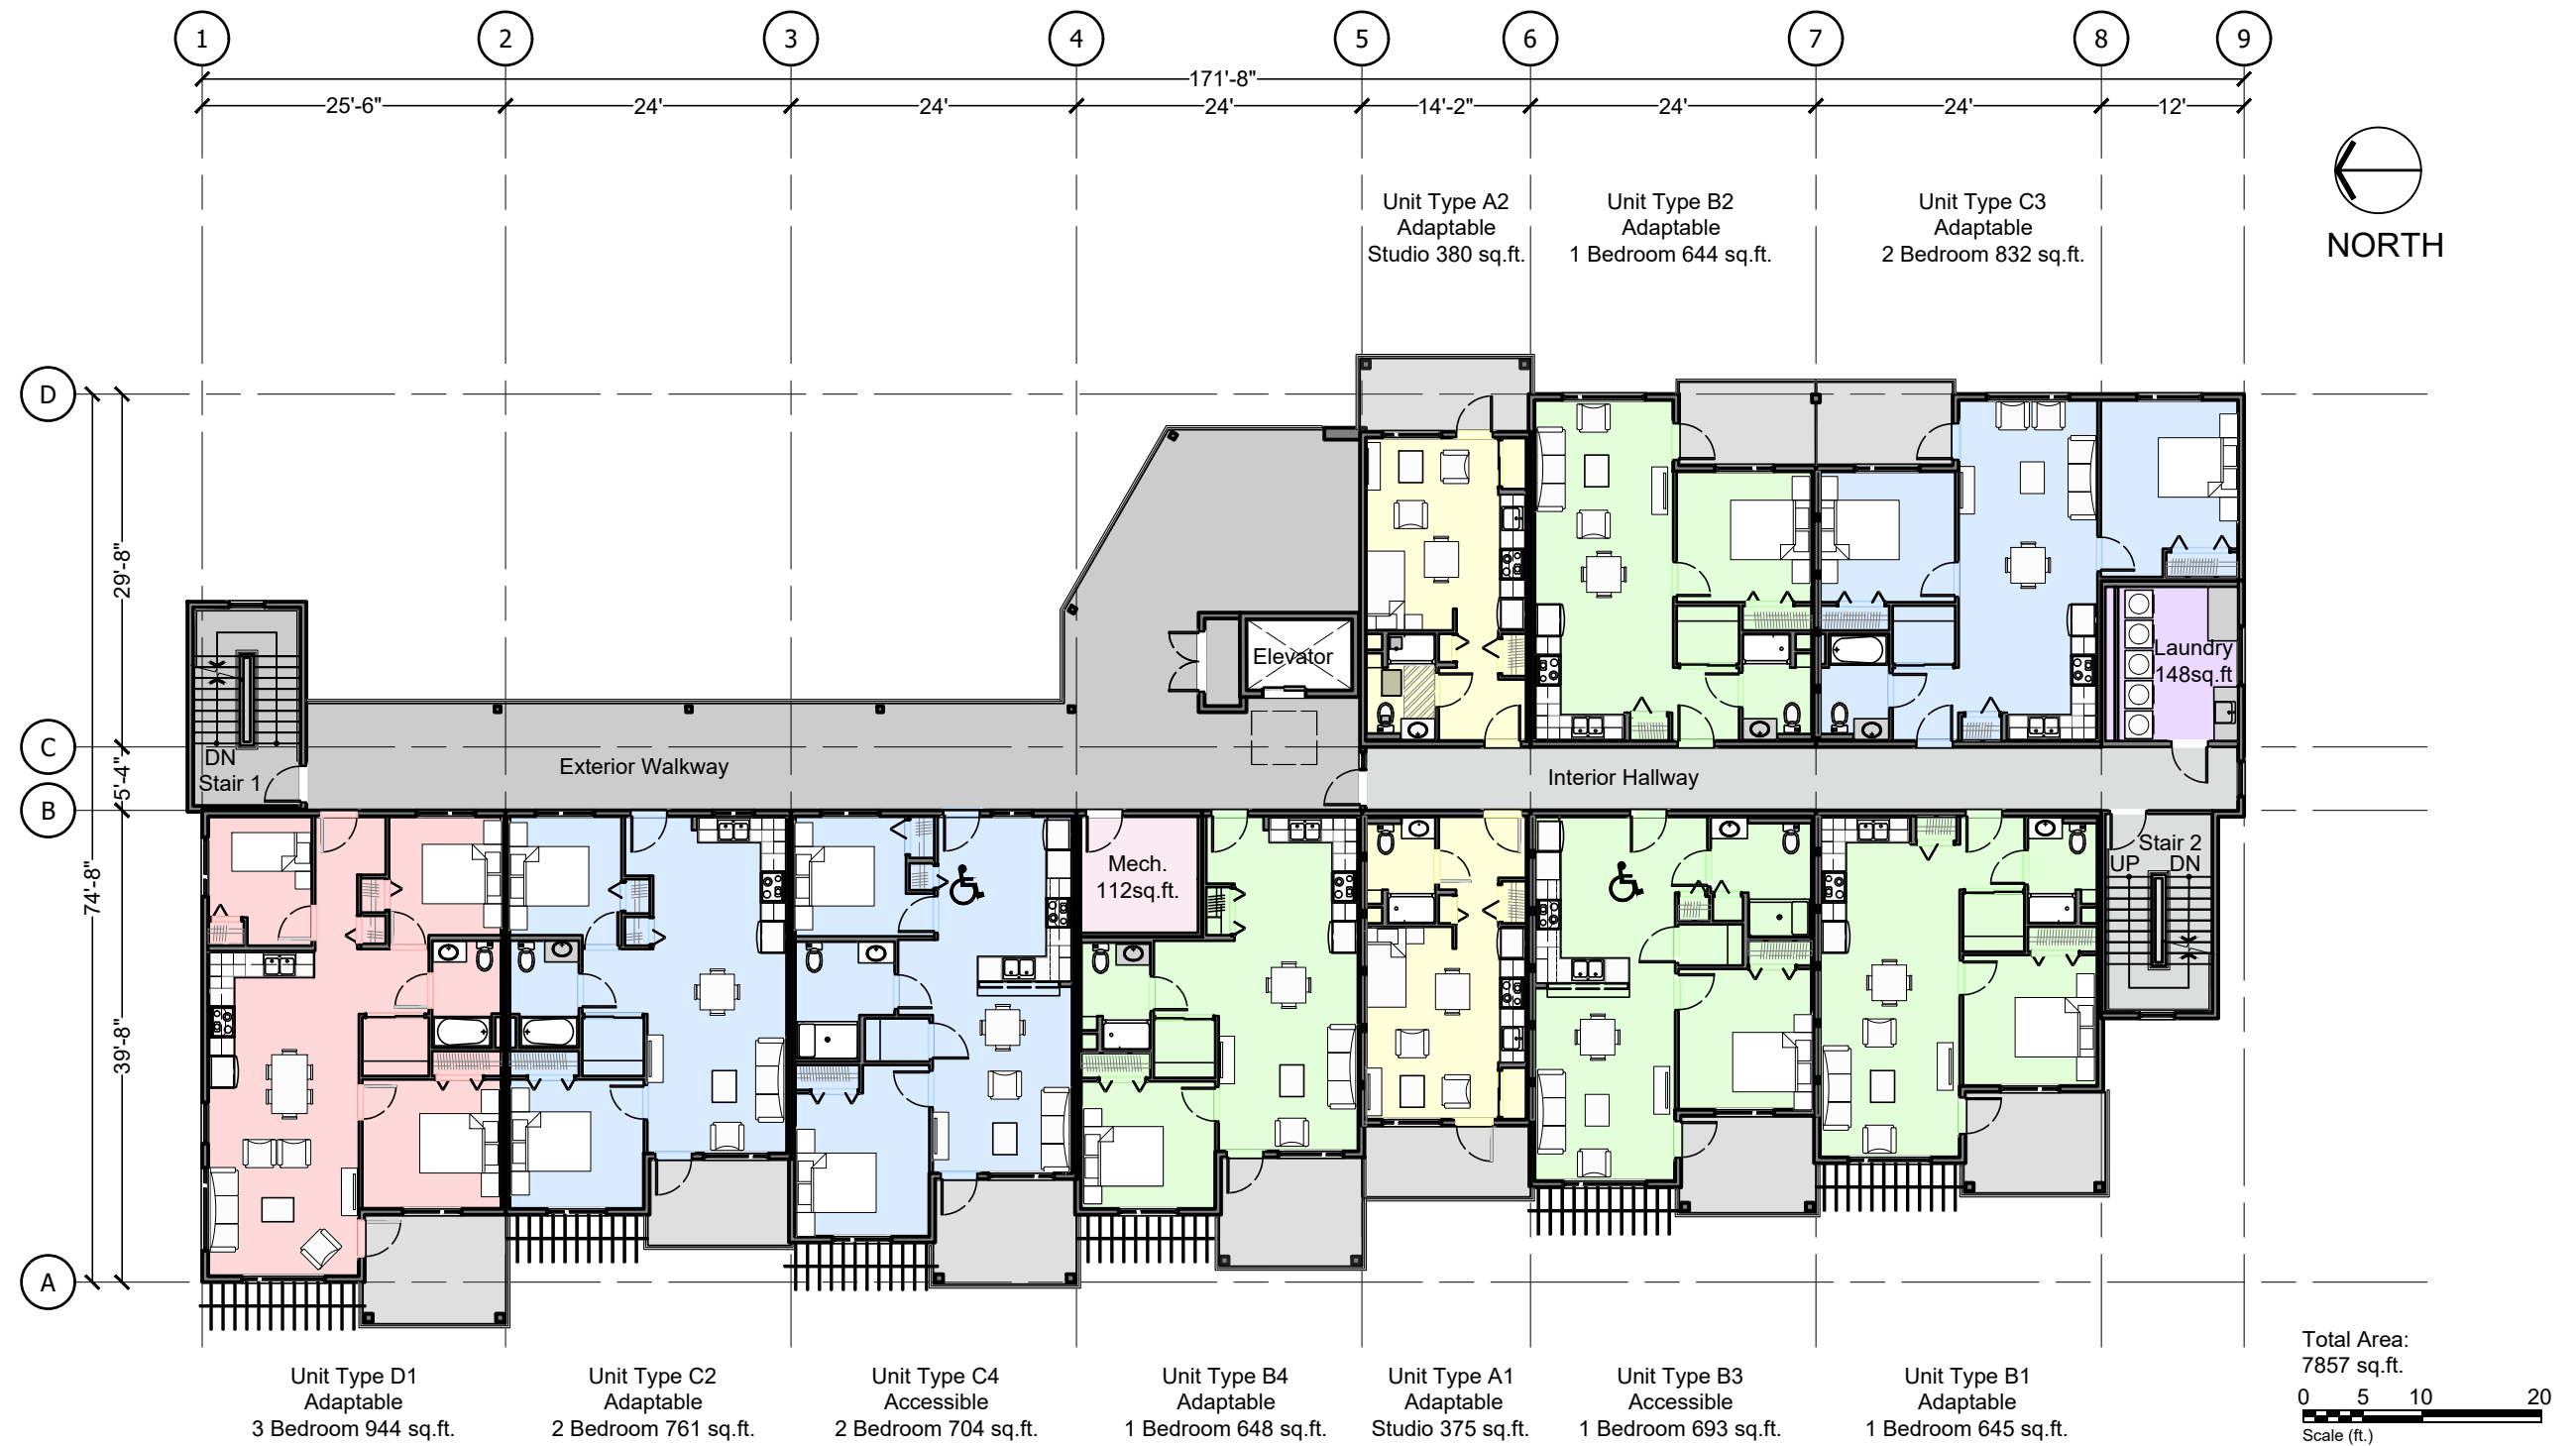 1 2 3 4 5 6 7 8 9
171'-8"
25'-6" 24' 24' 24' 14'-2" 24' 24' 12'
NORTH
Unit Type A2
Adaptable
Studio 380 sq.ft.
Unit Type B2
Adaptable
1 Bedroom 644 sq.ft.
Unit Type C3
Adaptable
2 Bedroom 832 sq.ft.
D
C
B
A
29'-8"
5'-4"
74'-8"
39'-8"
Elevator
Laundry
148sq.ft
DN
Stair 1
Exterior Walkway
Interior Hallway
Stair 2
UP DN
Mech.
112sq.ft.
Unit Type D1
Adaptable
3 Bedroom 944 sq.ft.
Unit Type C2
Adaptable
2 Bedroom 761 sq.ft.
Unit Type C4
Accessible
2 Bedroom 704 sq.ft.
Unit Type B4
Adaptable
1 Bedroom 648 sq.ft.
Unit Type A1
Adaptable
Studio 375 sq.ft.
Unit Type B3
Accessible
1 Bedroom 693 sq.ft.
Unit Type B1
Adaptable
1 Bedroom 645 sq.ft.
Total Area:
7857 sq.ft.
0 5 10 20
Scale (ft.)